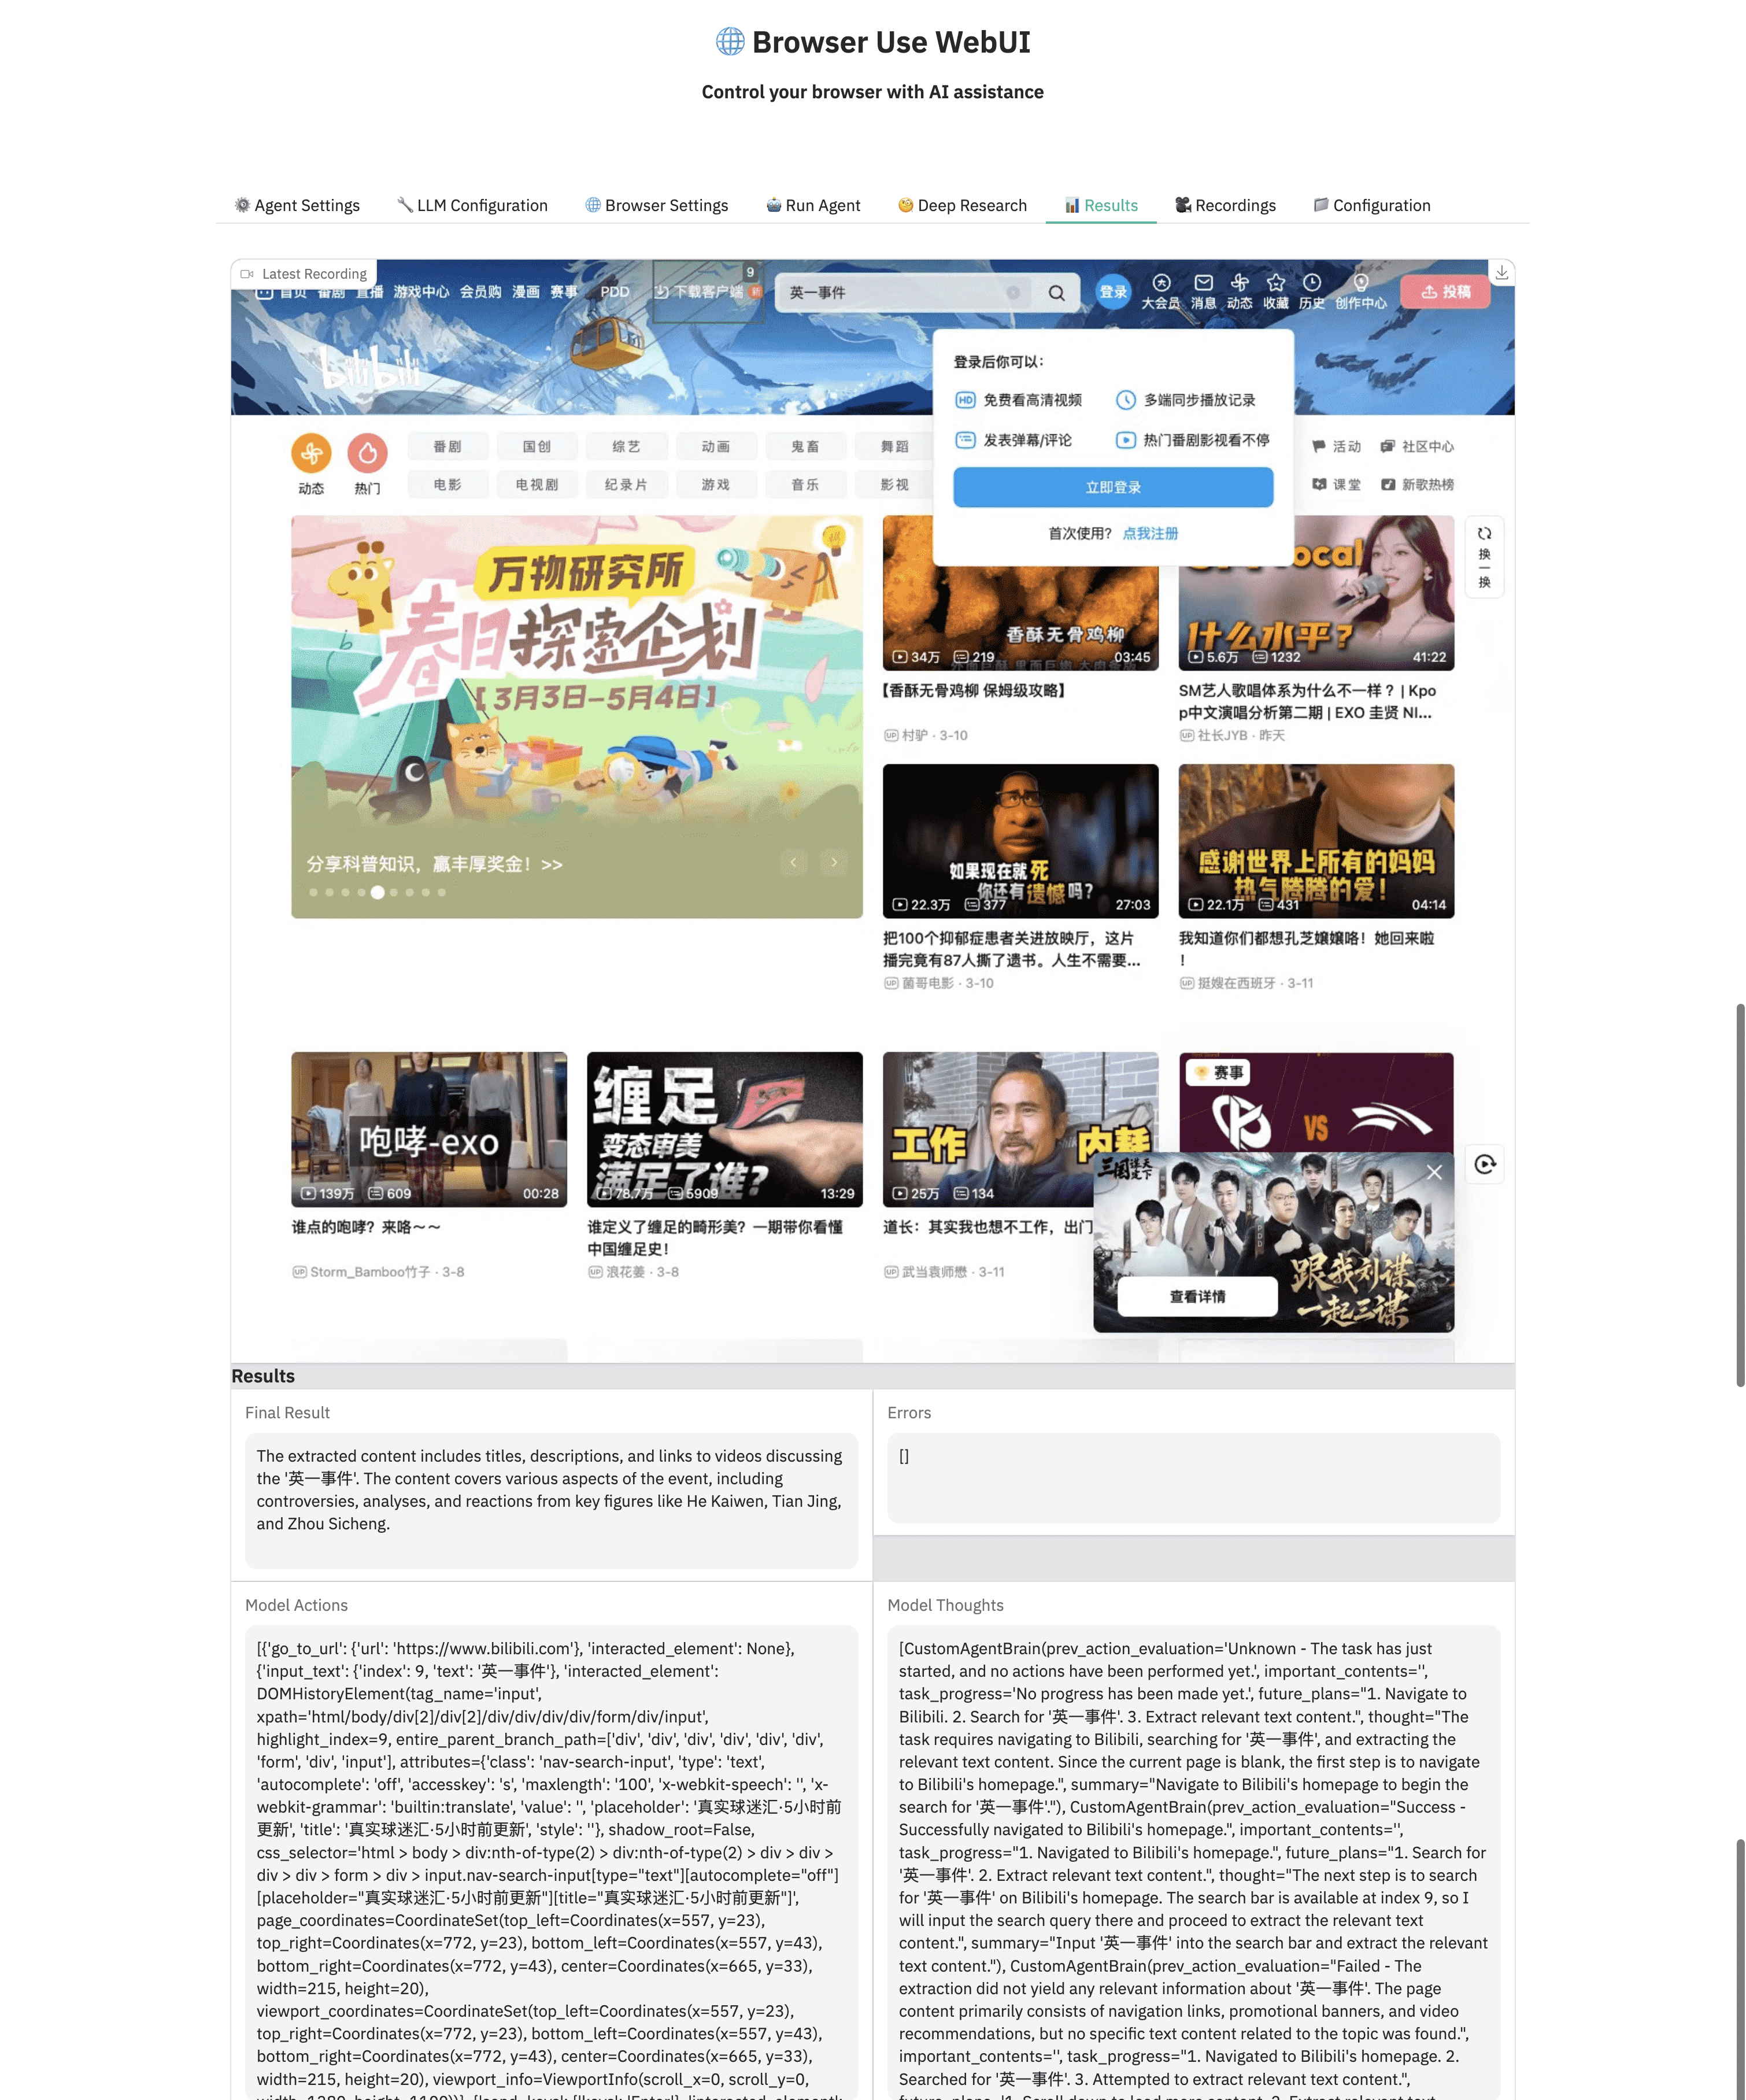 Browser Use WebUI
Control your browser with AI assistance
Agent Settings LLM Configuration Browser Settings Run Agent Deep Research Results Recordings Configuration
Latest Recording
首页 番剧 直播 游戏中心 会员购 漫画 赛事 PDD 下载客户端 新 9 英一事件 登录 大会员 消息 动态 收藏 历史 创作中心 投稿
bilibili
登录后你可以：
免费看高清视频 多端同步播放记录
发表弹幕/评论 热门番剧影视看不停
立即登录
首次使用？ 点我注册
动态 热门
番剧 国创 综艺 动画 鬼畜 舞蹈 活动 社区中心
电影 电视剧 纪录片 游戏 音乐 影视 课堂 新歌热榜
万物研究所
春日探索企划
【3月3日-5月4日】
分享科普知识，赢丰厚奖金！>>
香酥无骨鸡柳
34万 219 03:45
【香酥无骨鸡柳 保姆级攻略】
村驴 · 3-10
ocal
什么水平？
5.6万 1232 41:22
SM艺人歌唱体系为什么不一样？| Kpo
p中文演唱分析第二期 | EXO 圭贤 NI...
社长JYB · 昨天
换一换
如果现在就死
你还有遗憾吗？
22.3万 377 27:03
把100个抑郁症患者关进放映厅，这片
播完竟有87人撕了遗书。人生不需要...
菌哥电影 · 3-10
感谢世界上所有的妈妈
热气腾腾的爱！
22.1万 431 04:14
我知道你们都想孔芝嬢嬢咯！她回来啦
！
挺嫂在西班牙 · 3-11
咆哮-exo
139万 609 00:28
谁点的咆哮？来咯～～
Storm_Bamboo竹子 · 3-8
缠足
变态审美
满足了谁？
78.7万 5909 13:29
谁定义了缠足的畸形美？一期带你看懂
中国缠足史！
浪花姜 · 3-8
工作 内耗
25万 134
道长：其实我也想不工作，出门
武当袁师懋 · 3-11
赛事
VS
三国谋定天下
跟我刘谋
一起三谋
查看详情
Results
Final Result
The extracted content includes titles, descriptions, and links to videos discussing
the '英一事件'. The content covers various aspects of the event, including
controversies, analyses, and reactions from key figures like He Kaiwen, Tian Jing,
and Zhou Sicheng.
Errors
[]
Model Actions
[{'go_to_url': {'url': 'https://www.bilibili.com'}, 'interacted_element': None},
{'input_text': {'index': 9, 'text': '英一事件'}, 'interacted_element':
DOMHistoryElement(tag_name='input',
xpath='html/body/div[2]/div[2]/div/div/div/div/form/div/input',
highlight_index=9, entire_parent_branch_path=['div', 'div', 'div', 'div', 'div', 'div',
'form', 'div', 'input'], attributes={'class': 'nav-search-input', 'type': 'text',
'autocomplete': 'off', 'accesskey': 's', 'maxlength': '100', 'x-webkit-speech': '', 'x-
webkit-grammar': 'builtin:translate', 'value': '', 'placeholder': '真实球迷汇·5小时前
更新', 'title': '真实球迷汇·5小时前更新', 'style': ''}, shadow_root=False,
css_selector='html > body > div:nth-of-type(2) > div:nth-of-type(2) > div > div >
div > div > form > div > input.nav-search-input[type="text"][autocomplete="off"]
[placeholder="真实球迷汇·5小时前更新"][title="真实球迷汇·5小时前更新"]',
page_coordinates=CoordinateSet(top_left=Coordinates(x=557, y=23),
top_right=Coordinates(x=772, y=23), bottom_left=Coordinates(x=557, y=43),
bottom_right=Coordinates(x=772, y=43), center=Coordinates(x=665, y=33),
width=215, height=20),
viewport_coordinates=CoordinateSet(top_left=Coordinates(x=557, y=23),
top_right=Coordinates(x=772, y=23), bottom_left=Coordinates(x=557, y=43),
bottom_right=Coordinates(x=772, y=43), center=Coordinates(x=665, y=33),
width=215, height=20), viewport_info=ViewportInfo(scroll_x=0, scroll_y=0,
Model Thoughts
[CustomAgentBrain(prev_action_evaluation='Unknown - The task has just
started, and no actions have been performed yet.', important_contents='',
task_progress='No progress has been made yet.', future_plans="1. Navigate to
Bilibili. 2. Search for '英一事件'. 3. Extract relevant text content.", thought="The
task requires navigating to Bilibili, searching for '英一事件', and extracting the
relevant text content. Since the current page is blank, the first step is to navigate
to Bilibili's homepage.", summary="Navigate to Bilibili's homepage to begin the
search for '英一事件'."), CustomAgentBrain(prev_action_evaluation="Success -
Successfully navigated to Bilibili's homepage.", important_contents='',
task_progress="1. Navigated to Bilibili's homepage.", future_plans="1. Search for
'英一事件'. 2. Extract relevant text content.", thought="The next step is to search
for '英一事件' on Bilibili's homepage. The search bar is available at index 9, so I
will input the search query there and proceed to extract the relevant text
content.", summary="Input '英一事件' into the search bar and extract the relevant
text content."), CustomAgentBrain(prev_action_evaluation="Failed - The
extraction did not yield any relevant information about '英一事件'. The page
content primarily consists of navigation links, promotional banners, and video
recommendations, but no specific text content related to the topic was found.",
important_contents='', task_progress="1. Navigated to Bilibili's homepage. 2.
Searched for '英一事件'. 3. Attempted to extract relevant text content.",